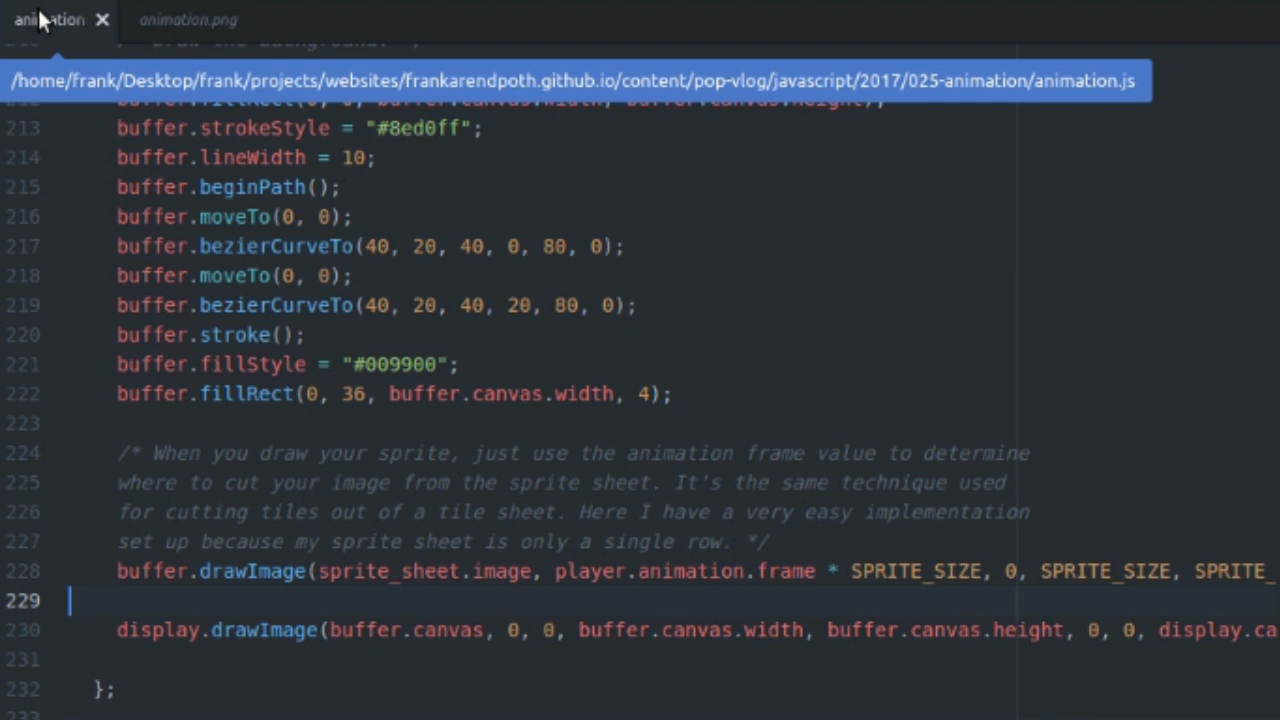 animation × animation.png
/home/frank/Desktop/frank/projects/websites/frankarendpoth.github.io/content/pop-vlog/javascript/2017/025-animation/animation.js
213 buffer.strokeStyle = "#8ed0ff";
214 buffer.lineWidth = 10;
215 buffer.beginPath();
216 buffer.moveTo(0, 0);
217 buffer.bezierCurveTo(40, 20, 40, 0, 80, 0);
218 buffer.moveTo(0, 0);
219 buffer.bezierCurveTo(40, 20, 40, 20, 80, 0);
220 buffer.stroke();
221 buffer.fillStyle = "#009900";
222 buffer.fillRect(0, 36, buffer.canvas.width, 4);
223
224 /* When you draw your sprite, just use the animation frame value to determine
225 where to cut your image from the sprite sheet. It's the same technique used
226 for cutting tiles out of a tile sheet. Here I have a very easy implementation
227 set up because my sprite sheet is only a single row. */
228 buffer.drawImage(sprite_sheet.image, player.animation.frame * SPRITE_SIZE, 0, SPRITE_SIZE, SPRITE_
229
230 display.drawImage(buffer.canvas, 0, 0, buffer.canvas.width, buffer.canvas.height, 0, 0, display.ca
231
232 };